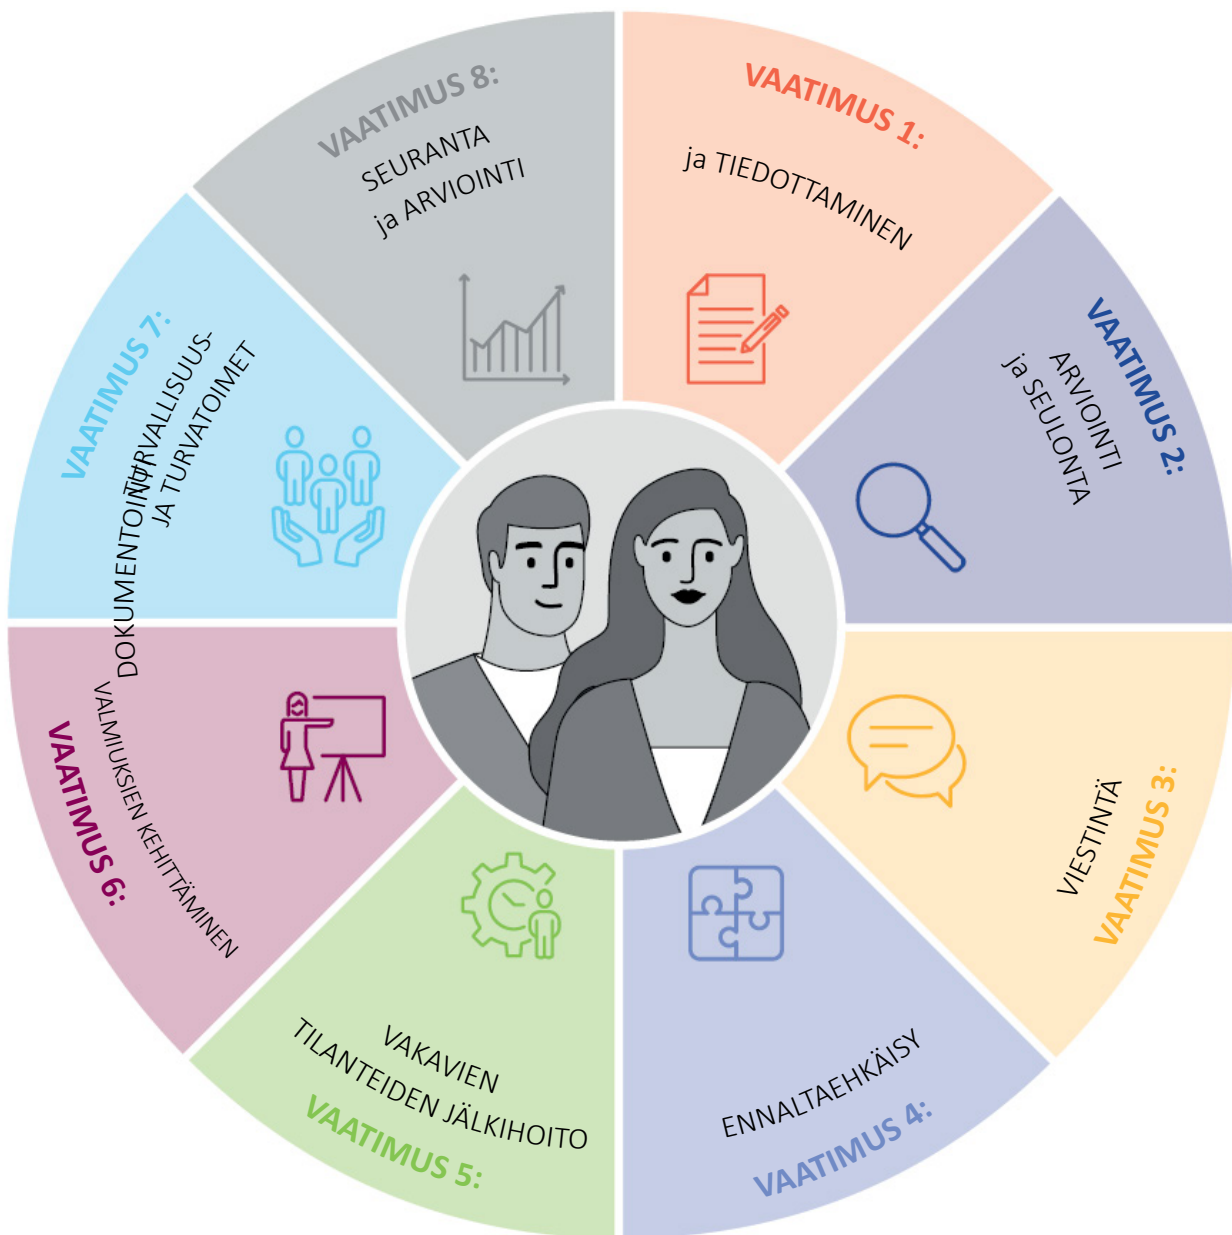 VAATIMUS 1:
ja TIEDOTTAMINEN
VAATIMUS 2:
ARVIOINTI
ja SEULONTA
VAATIMUS 3:
VIESTINTÄ
VAATIMUS 4:
ENNALTAEHKÄISY
VAKAVIEN
TILANTEIDEN JÄLKIHOITO
VAATIMUS 5:
VAATIMUS 6:
VALMIUKSIEN KEHITTÄMINEN
DOKUMENTOINTI
VAATIMUS 7:
TURVALLISUUS-
JA TURVATOIMET
VAATIMUS 8:
SEURANTA
ja ARVIOINTI